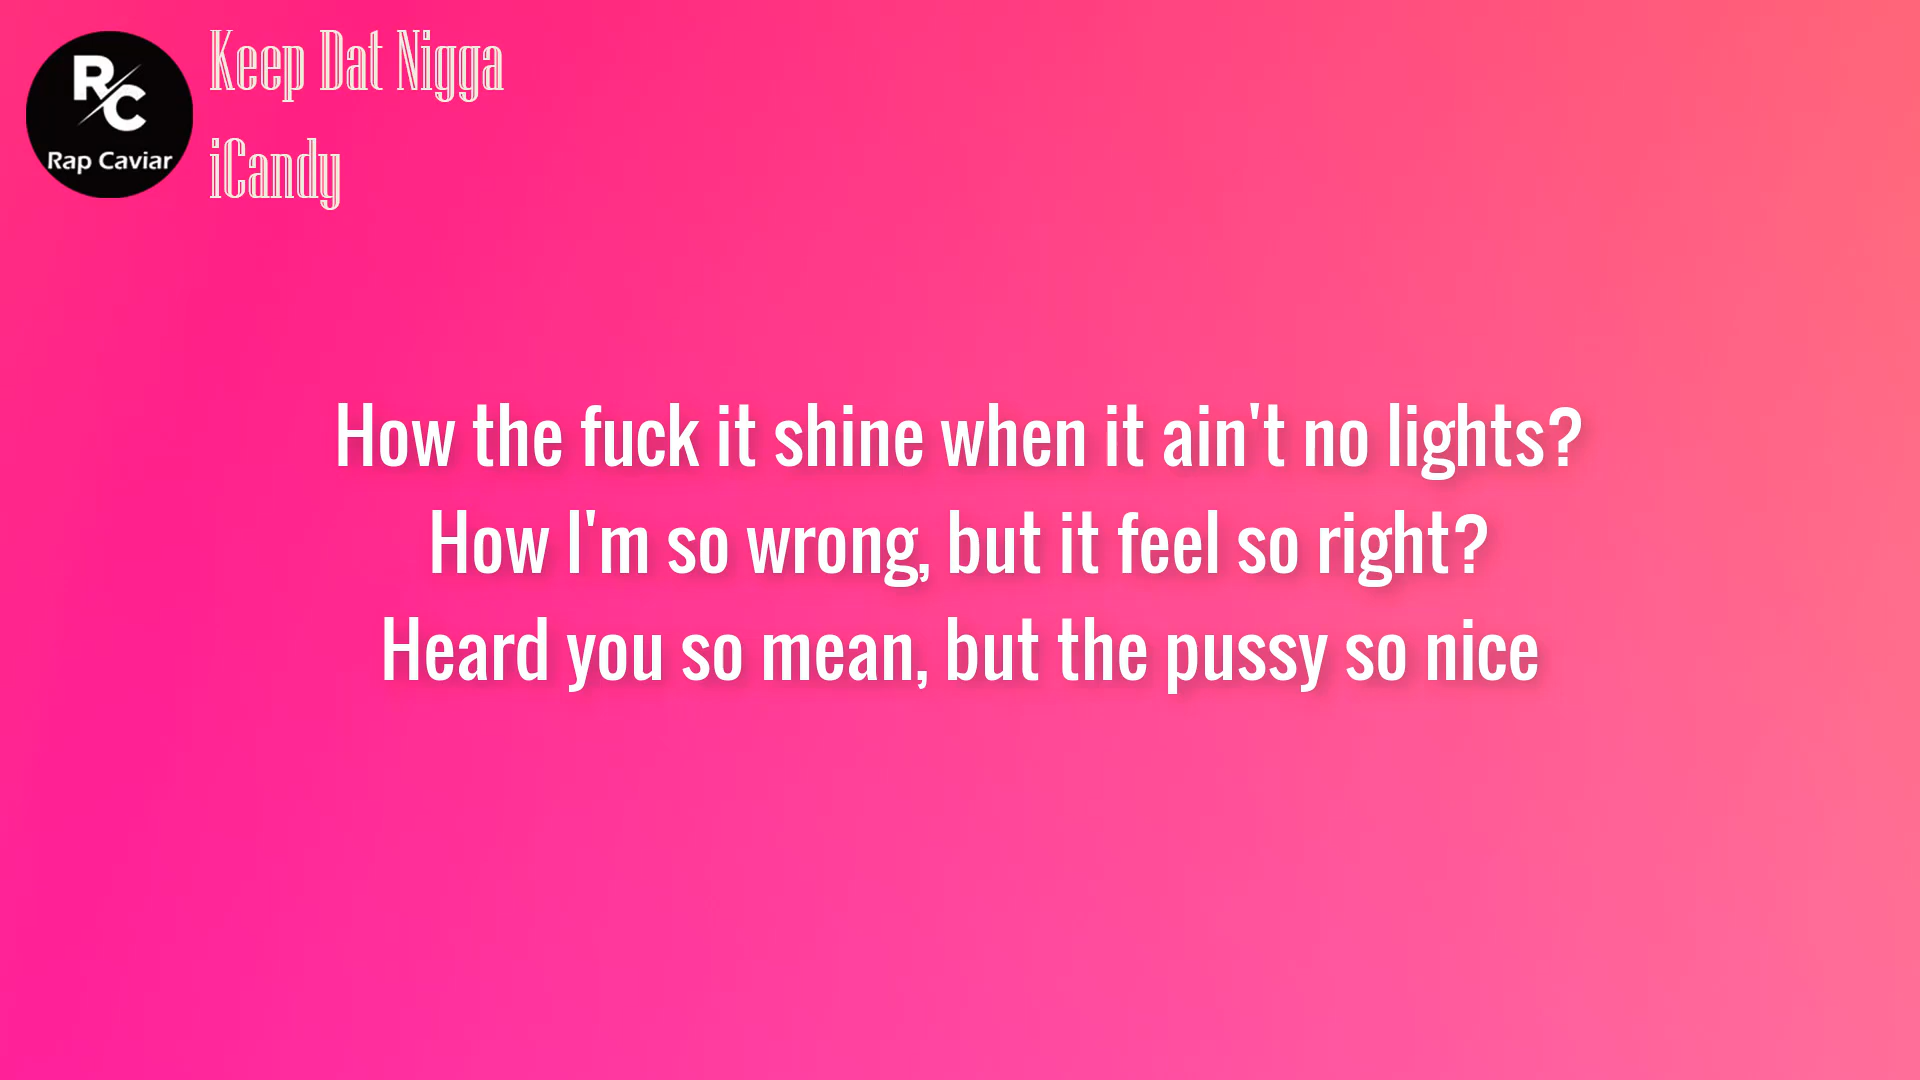 Keep Dat Nigga
iCandy
RC
Rap Caviar
How the fuck it shine when it ain't no lights?
How I'm so wrong, but it feel so right?
Heard you so mean, but the pussy so nice